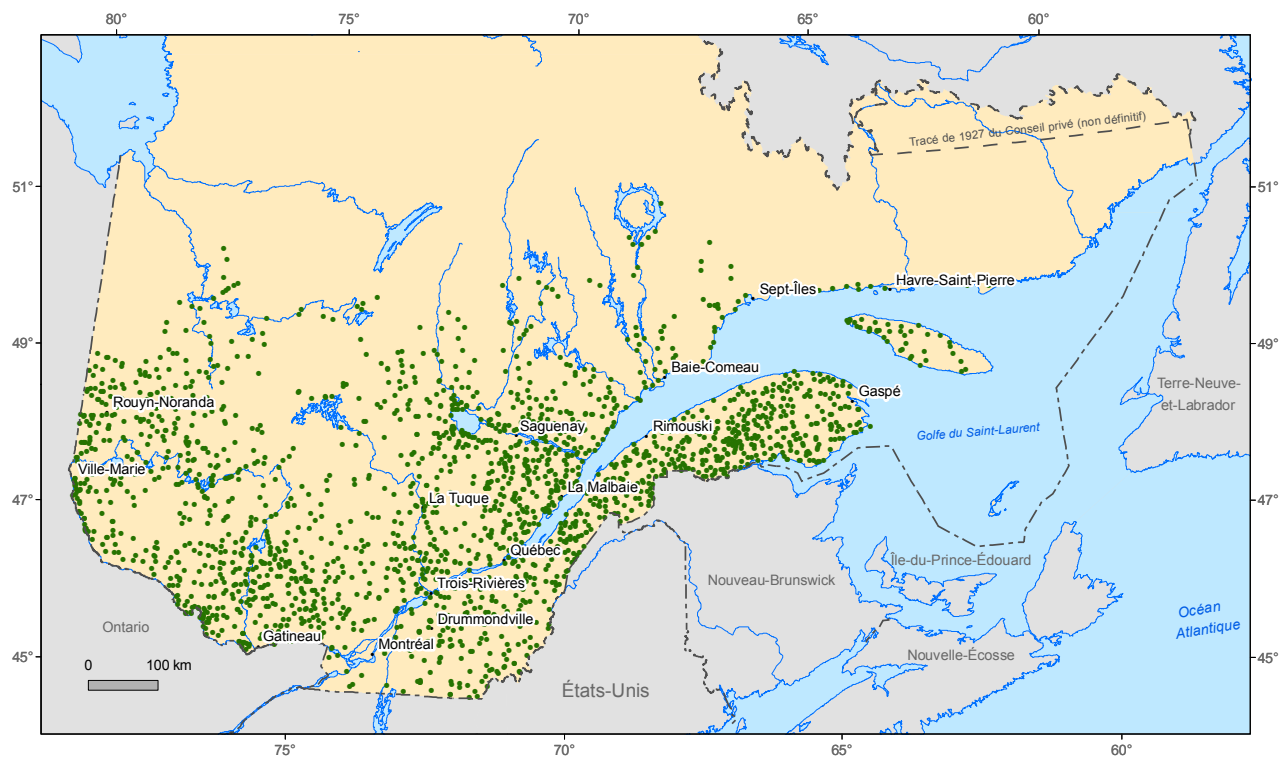 80° 75° 70° 65° 60°
Tracé de 1927 du Conseil privé (non définitif)
51° 51°
Havre-Saint-Pierre
Sept-Îles
49° 49°
Baie-Comeau
Terre-Neuve-
et-Labrador
Gaspé
Rouyn-Noranda
Saguenay
Rimouski
Golfe du Saint-Laurent
Ville-Marie
La Malbaie
La Tuque
47° 47°
Québec
Île-du-Prince-Édouard
Trois-Rivières
Nouveau-Brunswick
Drummondville
Océan
Atlantique
Ontario
Gatineau
Montréal
Nouvelle-Écosse
45° 45°
0 100 km
États-Unis
75° 70° 65° 60°